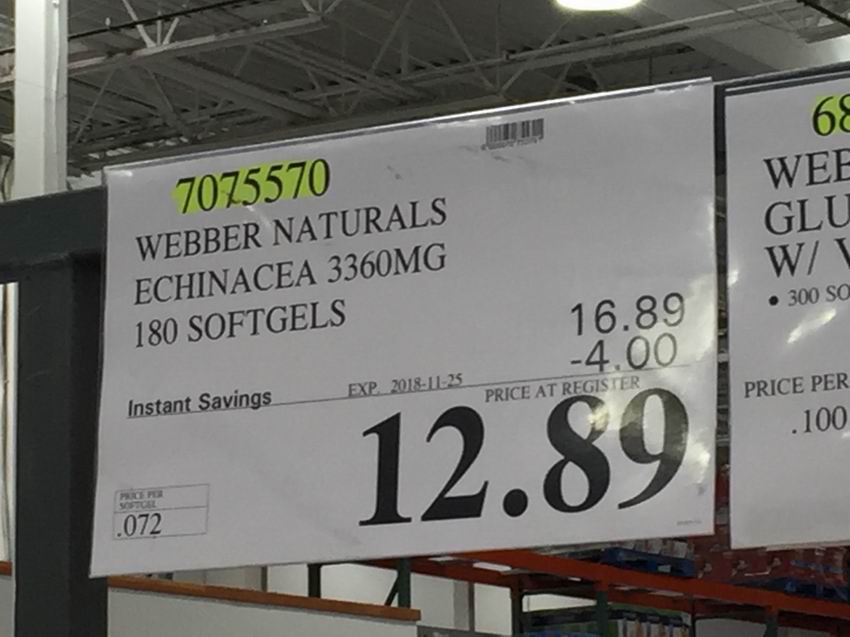 7075570
WEBBER NATURALS
ECHINACEA 3360MG
180 SOFTGELS
16.89
-4.00
Instant Savings EXP. 2018-11-25 PRICE AT REGISTER
12.89
PRICE PER
SOFTGEL
.072
68
WEB
GLU
W/ V
• 300 SO
PRICE PER
.100